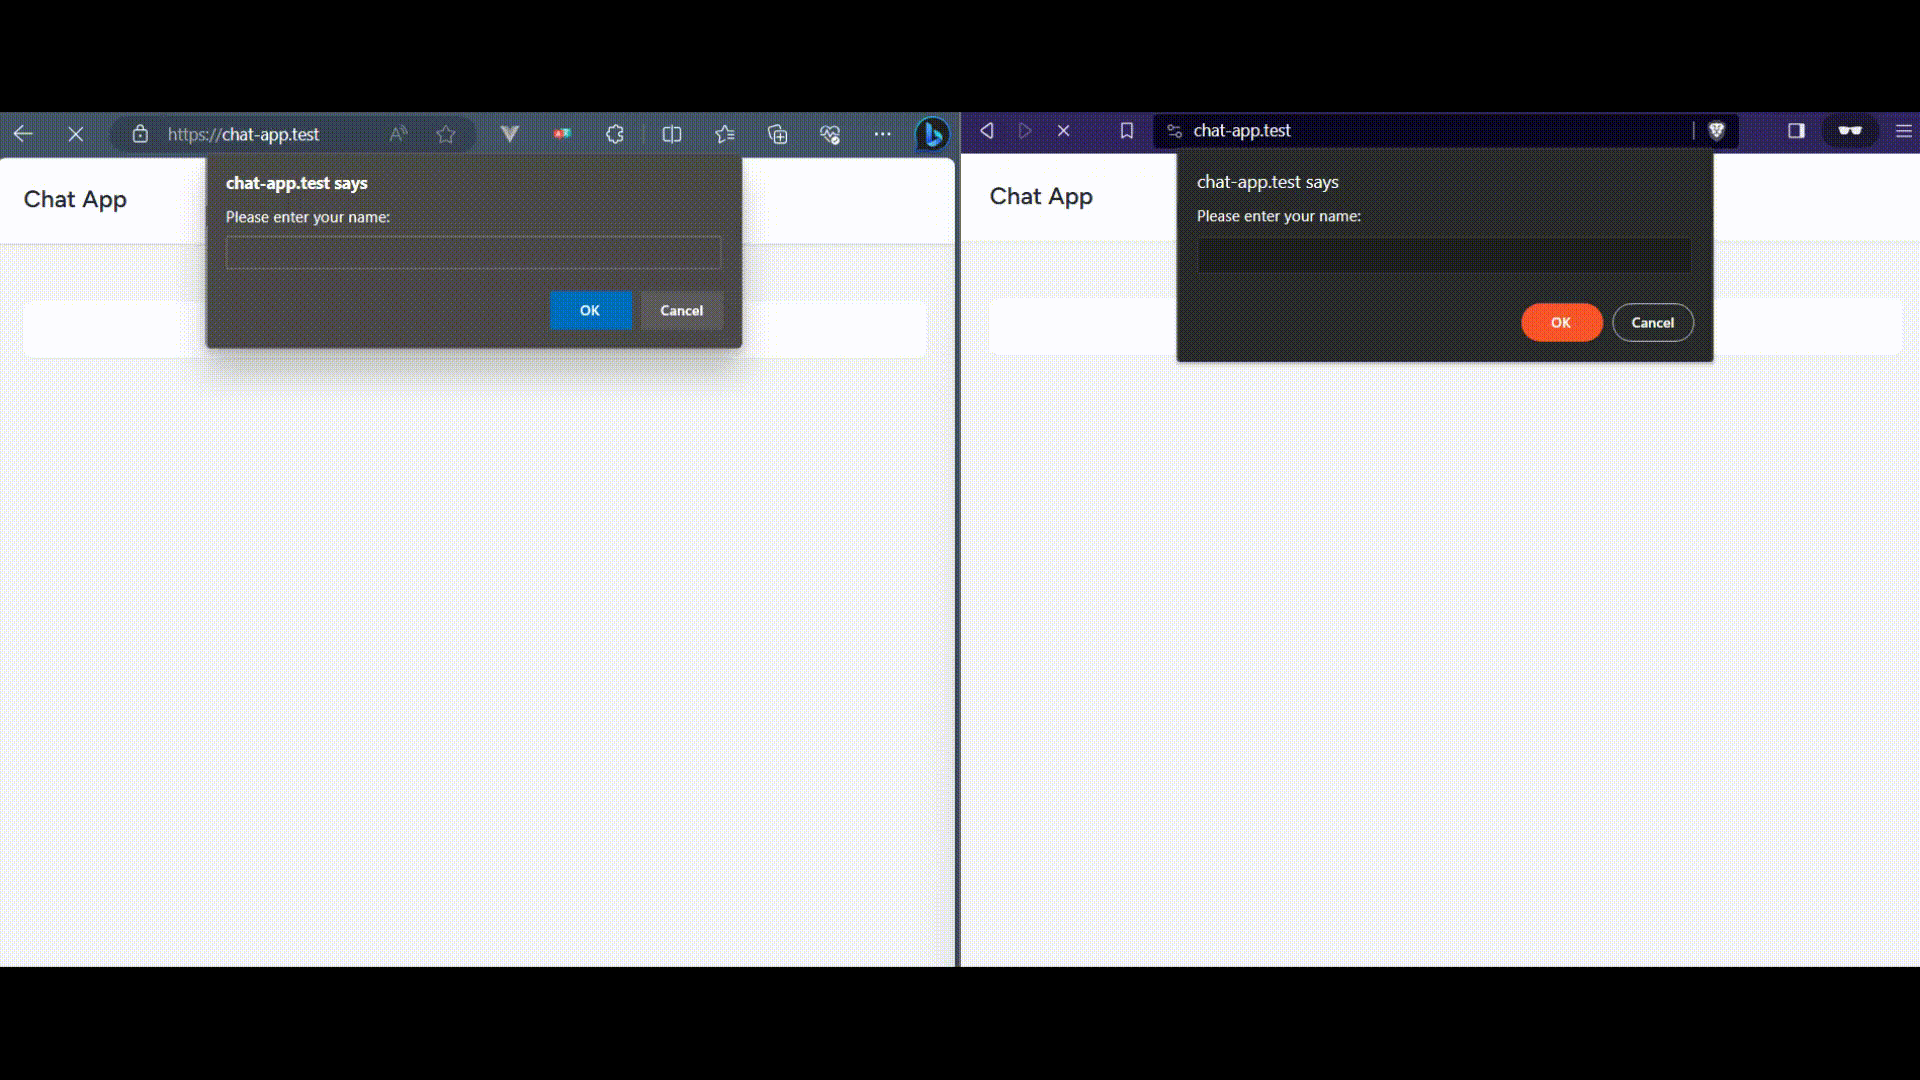 https://chat-app.test
Chat App
chat-app.test says
Please enter your name:
OK
Cancel
chat-app.test
Chat App
chat-app.test says
Please enter your name:
OK
Cancel